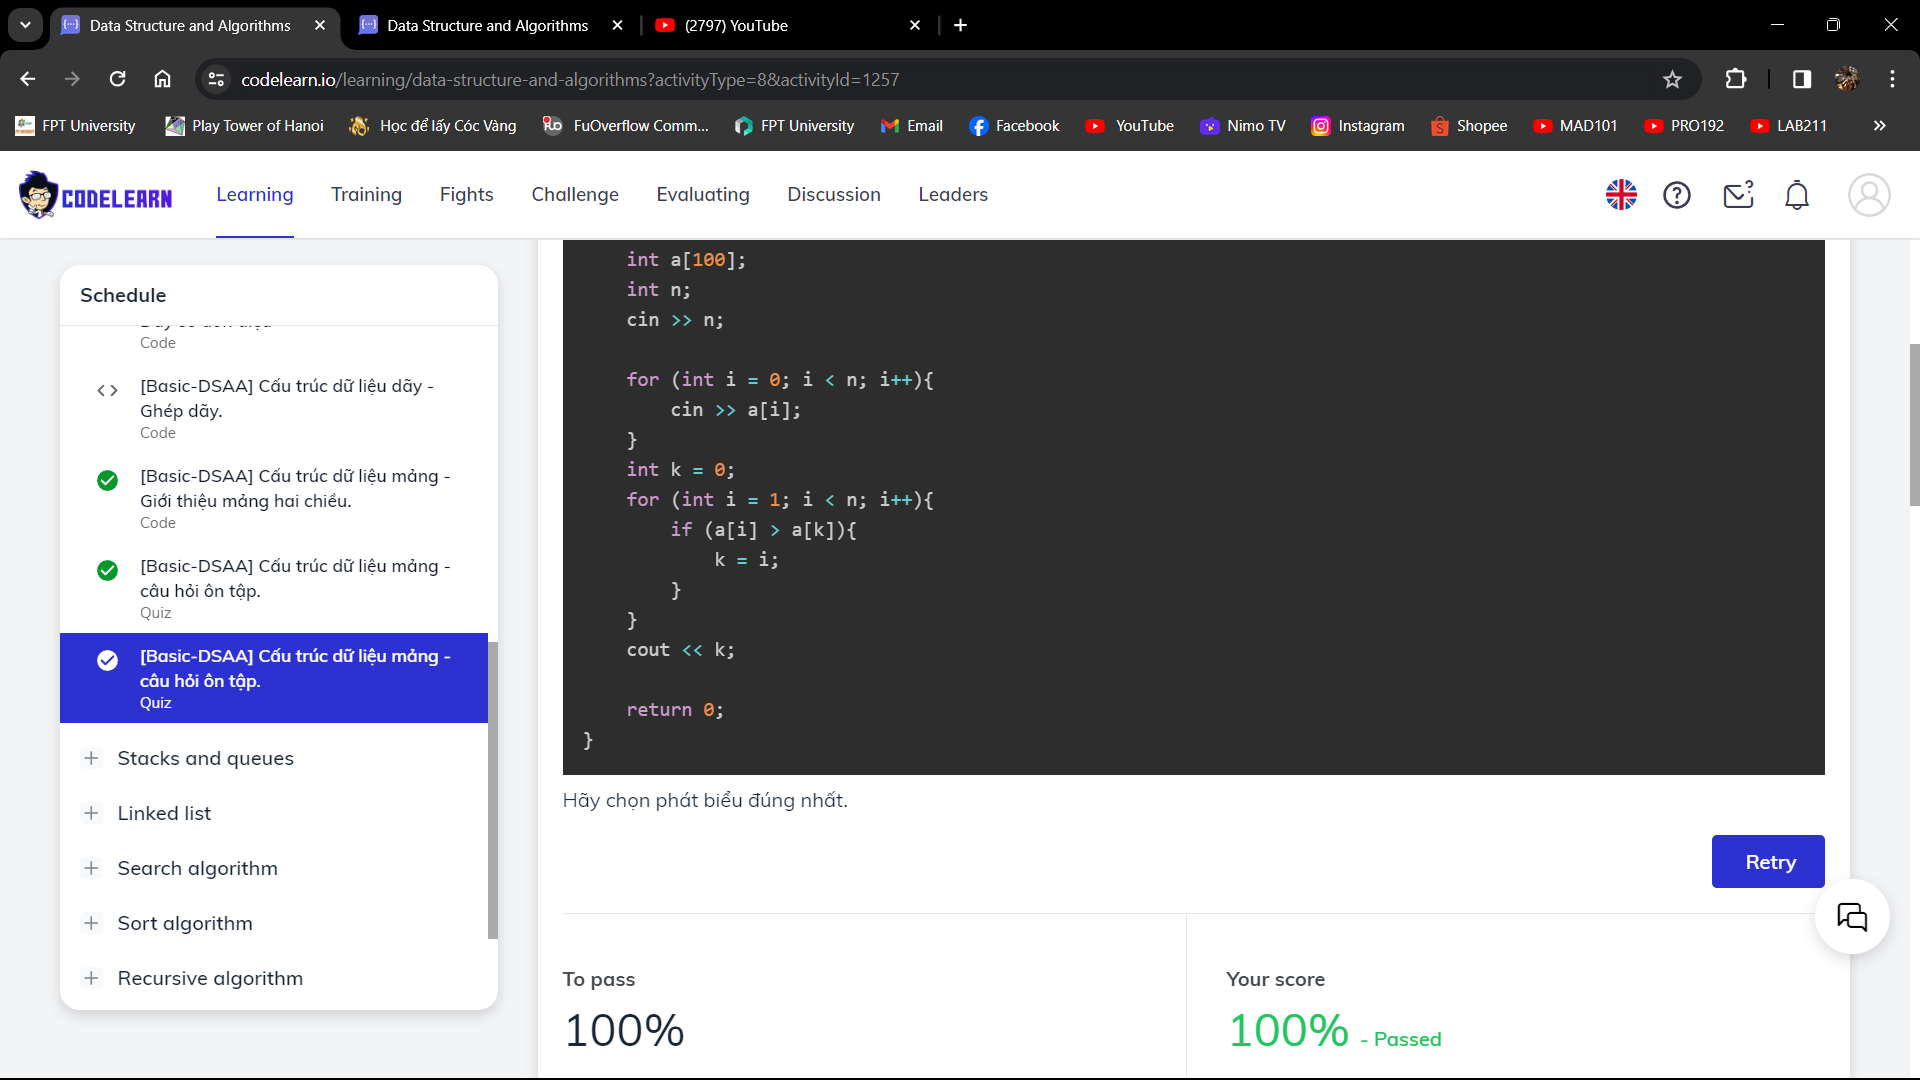 Data Structure and Algorithms
Data Structure and Algorithms
(2797) YouTube
codelearn.io/learning/data-structure-and-algorithms?activityType=8&activityId=1257
FPT University
Play Tower of Hanoi
Học để lấy Cóc Vàng
FuOverflow Comm...
FPT University
Email
Facebook
YouTube
Nimo TV
Instagram
Shopee
MAD101
PRO192
LAB211
CODELEARN
Learning
Training
Fights
Challenge
Evaluating
Discussion
Leaders
Schedule
Code
[Basic-DSAA] Cấu trúc dữ liệu dãy -
Ghép dãy.
Code
[Basic-DSAA] Cấu trúc dữ liệu mảng -
Giới thiệu mảng hai chiều.
Code
[Basic-DSAA] Cấu trúc dữ liệu mảng -
câu hỏi ôn tập.
Quiz
[Basic-DSAA] Cấu trúc dữ liệu mảng -
câu hỏi ôn tập.
Quiz
Stacks and queues
Linked list
Search algorithm
Sort algorithm
Recursive algorithm
int a[100];
int n;
cin >> n;
for (int i = 0; i < n; i++){
cin >> a[i];
}
int k = 0;
for (int i = 1; i < n; i++){
if (a[i] > a[k]){
k = i;
}
}
cout << k;
return 0;
}
Hãy chọn phát biểu đúng nhất.
Retry
To pass
100%
Your score
100% - Passed